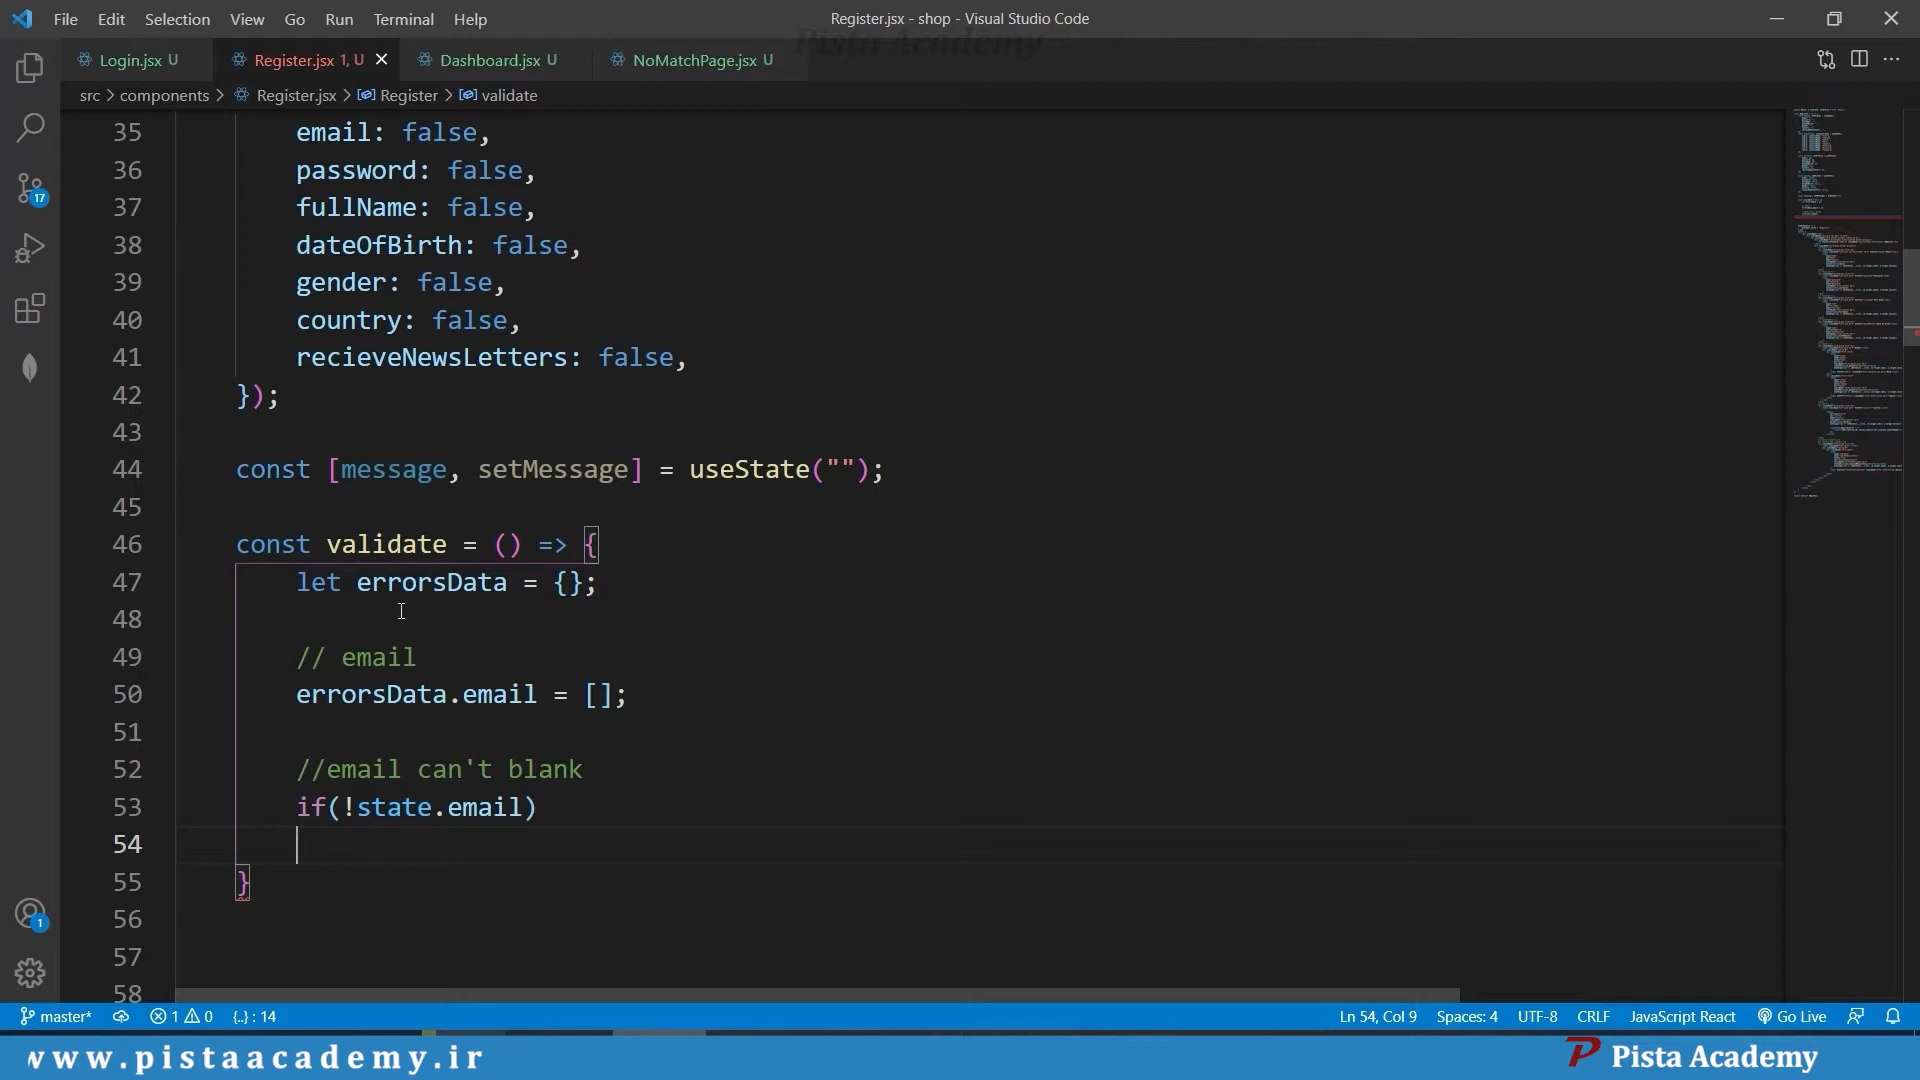 File Edit Selection View Go Run Terminal Help Register.jsx - shop - Visual Studio Code
Pista Academy
Login.jsx U Register.jsx 1, U Dashboard.jsx U NoMatchPage.jsx U
src > components > Register.jsx > Register > validate
35 email: false,
36 password: false,
37 fullName: false,
38 dateOfBirth: false,
39 gender: false,
40 country: false,
41 recieveNewsLetters: false,
42 });
43
44 const [message, setMessage] = useState("");
45
46 const validate = () => {
47 let errorsData = {};
48
49 // email
50 errorsData.email = [];
51
52 //email can't blank
53 if(!state.email)
54
55 }
56
57
58
17
1
master* 1 0 {..} : 14 Ln 54, Col 9 Spaces: 4 UTF-8 CRLF JavaScript React Go Live
www.pistaacademy.ir Pista Academy